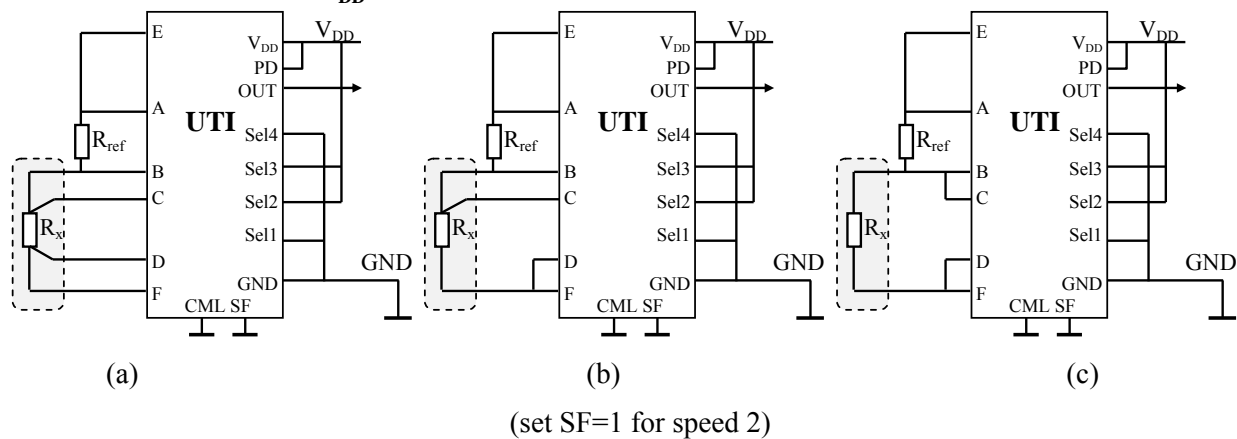 DD
E
A
B
C
D
F
R_ref
R_x
UTI
V_DD
PD
OUT
Sel4
Sel3
Sel2
Sel1
GND
CML SF
V_DD
GND
(a)
E
A
B
C
D
F
R_ref
R_x
UTI
V_DD
PD
OUT
Sel4
Sel3
Sel2
Sel1
GND
CML SF
V_DD
GND
(b)
E
A
B
C
D
F
R_ref
R_x
UTI
V_DD
PD
OUT
Sel4
Sel3
Sel2
Sel1
GND
CML SF
V_DD
GND
(c)
(set SF=1 for speed 2)